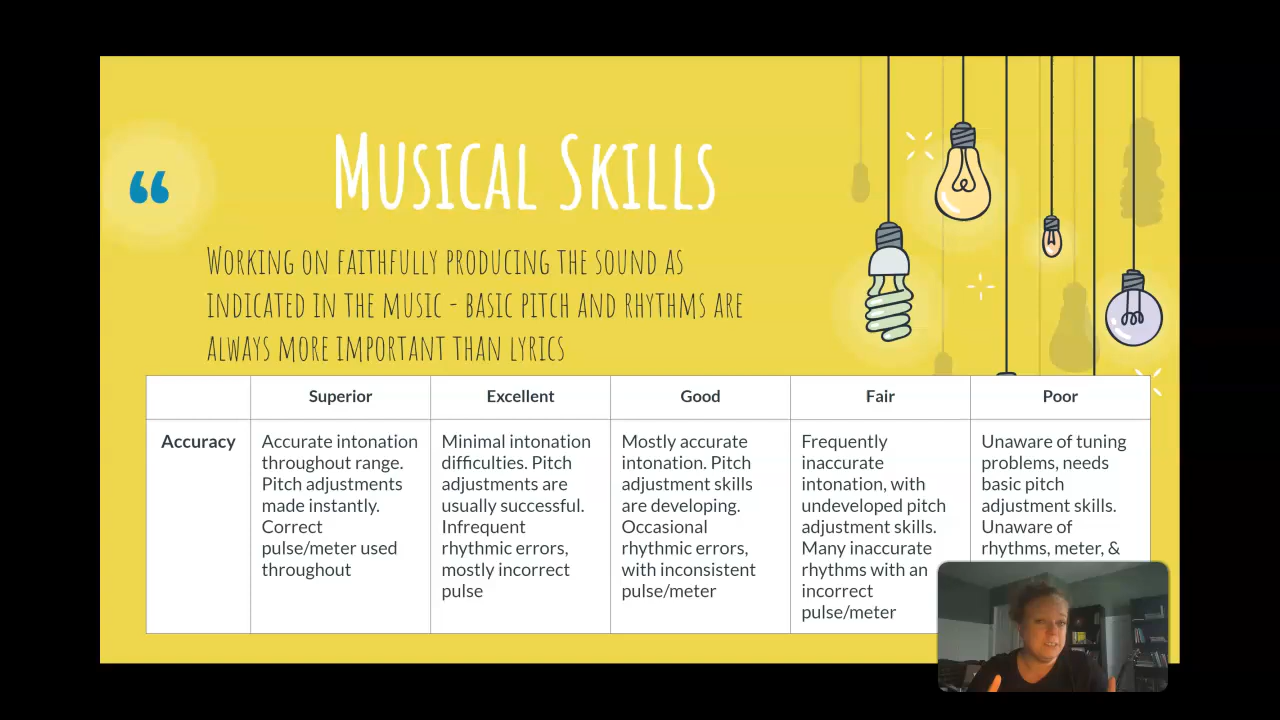 “
Musical Skills
Working on faithfully producing the sound as
indicated in the music - basic pitch and rhythms are
always more important than lyrics
Superior Excellent Good Fair Poor
Accuracy
Accurate intonation
throughout range.
Pitch adjustments
made instantly.
Correct
pulse/meter used
throughout
Minimal intonation
difficulties. Pitch
adjustments are
usually successful.
Infrequent
rhythmic errors,
mostly incorrect
pulse
Mostly accurate
intonation. Pitch
adjustment skills
are developing.
Occasional
rhythmic errors,
with inconsistent
pulse/meter
Frequently
inaccurate
intonation, with
undeveloped pitch
adjustment skills.
Many inaccurate
rhythms with an
incorrect
pulse/meter
Unaware of tuning
problems, needs
basic pitch
adjustment skills.
Unaware of
rhythms, meter, &